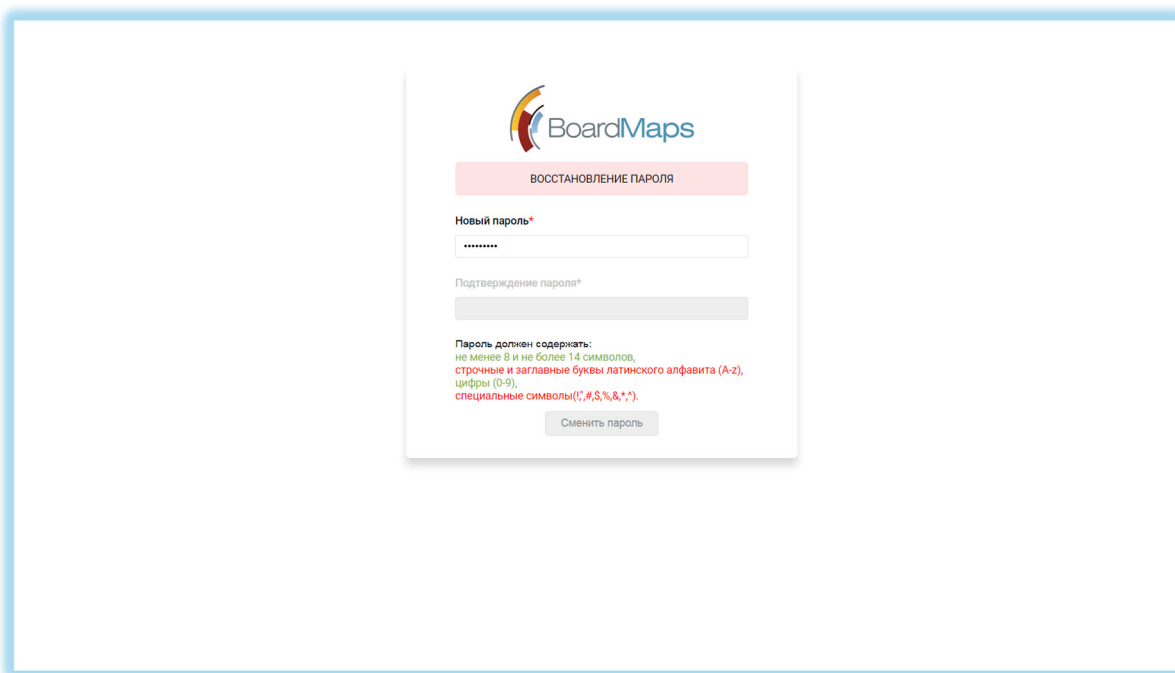 BoardMaps
ВОССТАНОВЛЕНИЕ ПАРОЛЯ
Новый пароль*
•••••••••
Подтверждение пароля*
Пароль должен содержать:
не менее 8 и не более 14 символов,
строчные и заглавные буквы латинского алфавита (A-z),
цифры (0-9),
специальные символы(!,",#,$,%,&,*,^).
Сменить пароль